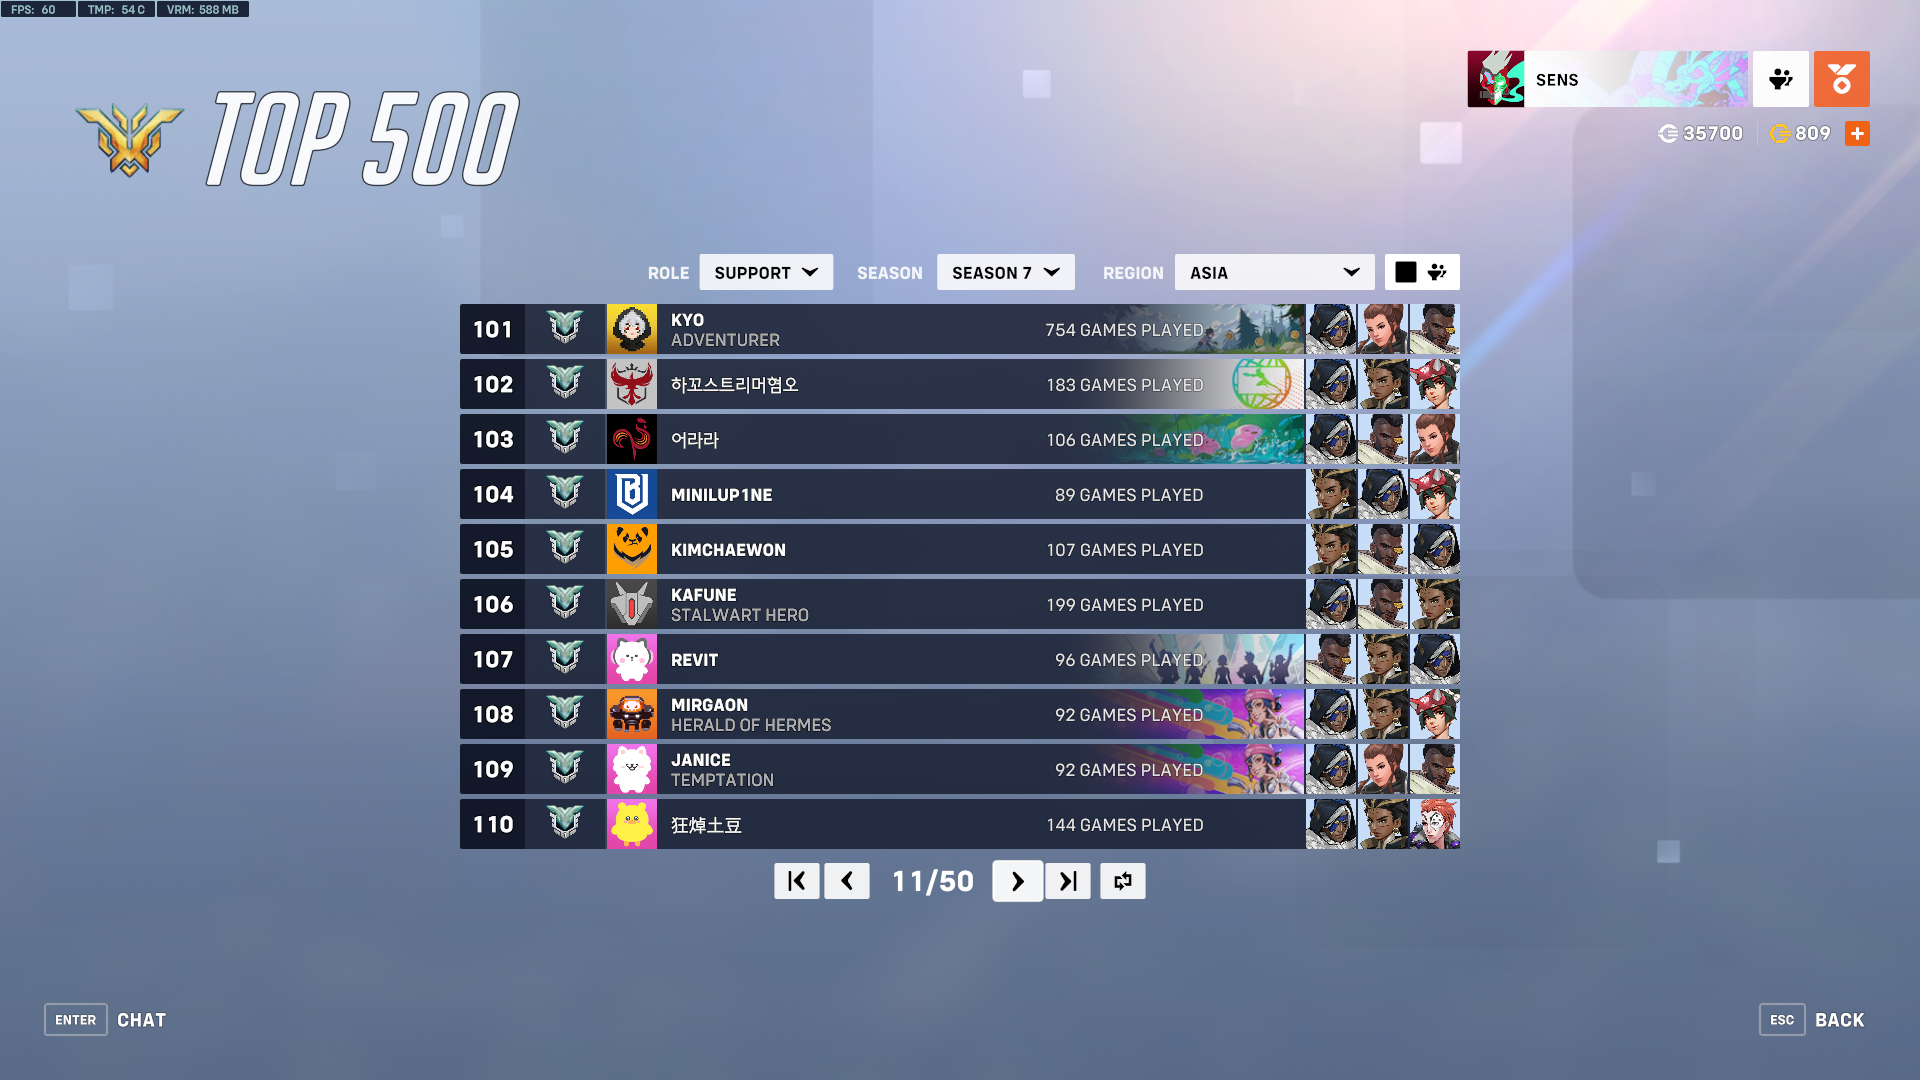 FPS: 60 TMP: 54 C VRM: 588 MB
TOP 500
SENS
35700 809
ROLE SUPPORT SEASON SEASON 7 REGION ASIA
101 KYO 754 GAMES PLAYED
ADVENTURER
102 하꼬스트리머혐오 183 GAMES PLAYED
103 어라라 106 GAMES PLAYED
104 MINILUP1NE 89 GAMES PLAYED
105 KIMCHAEWON 107 GAMES PLAYED
106 KAFUNE 199 GAMES PLAYED
STALWART HERO
107 REVIT 96 GAMES PLAYED
108 MIRGAON 92 GAMES PLAYED
HERALD OF HERMES
109 JANICE 92 GAMES PLAYED
TEMPTATION
110 狂焯土豆 144 GAMES PLAYED
11/50
ENTER CHAT
ESC BACK